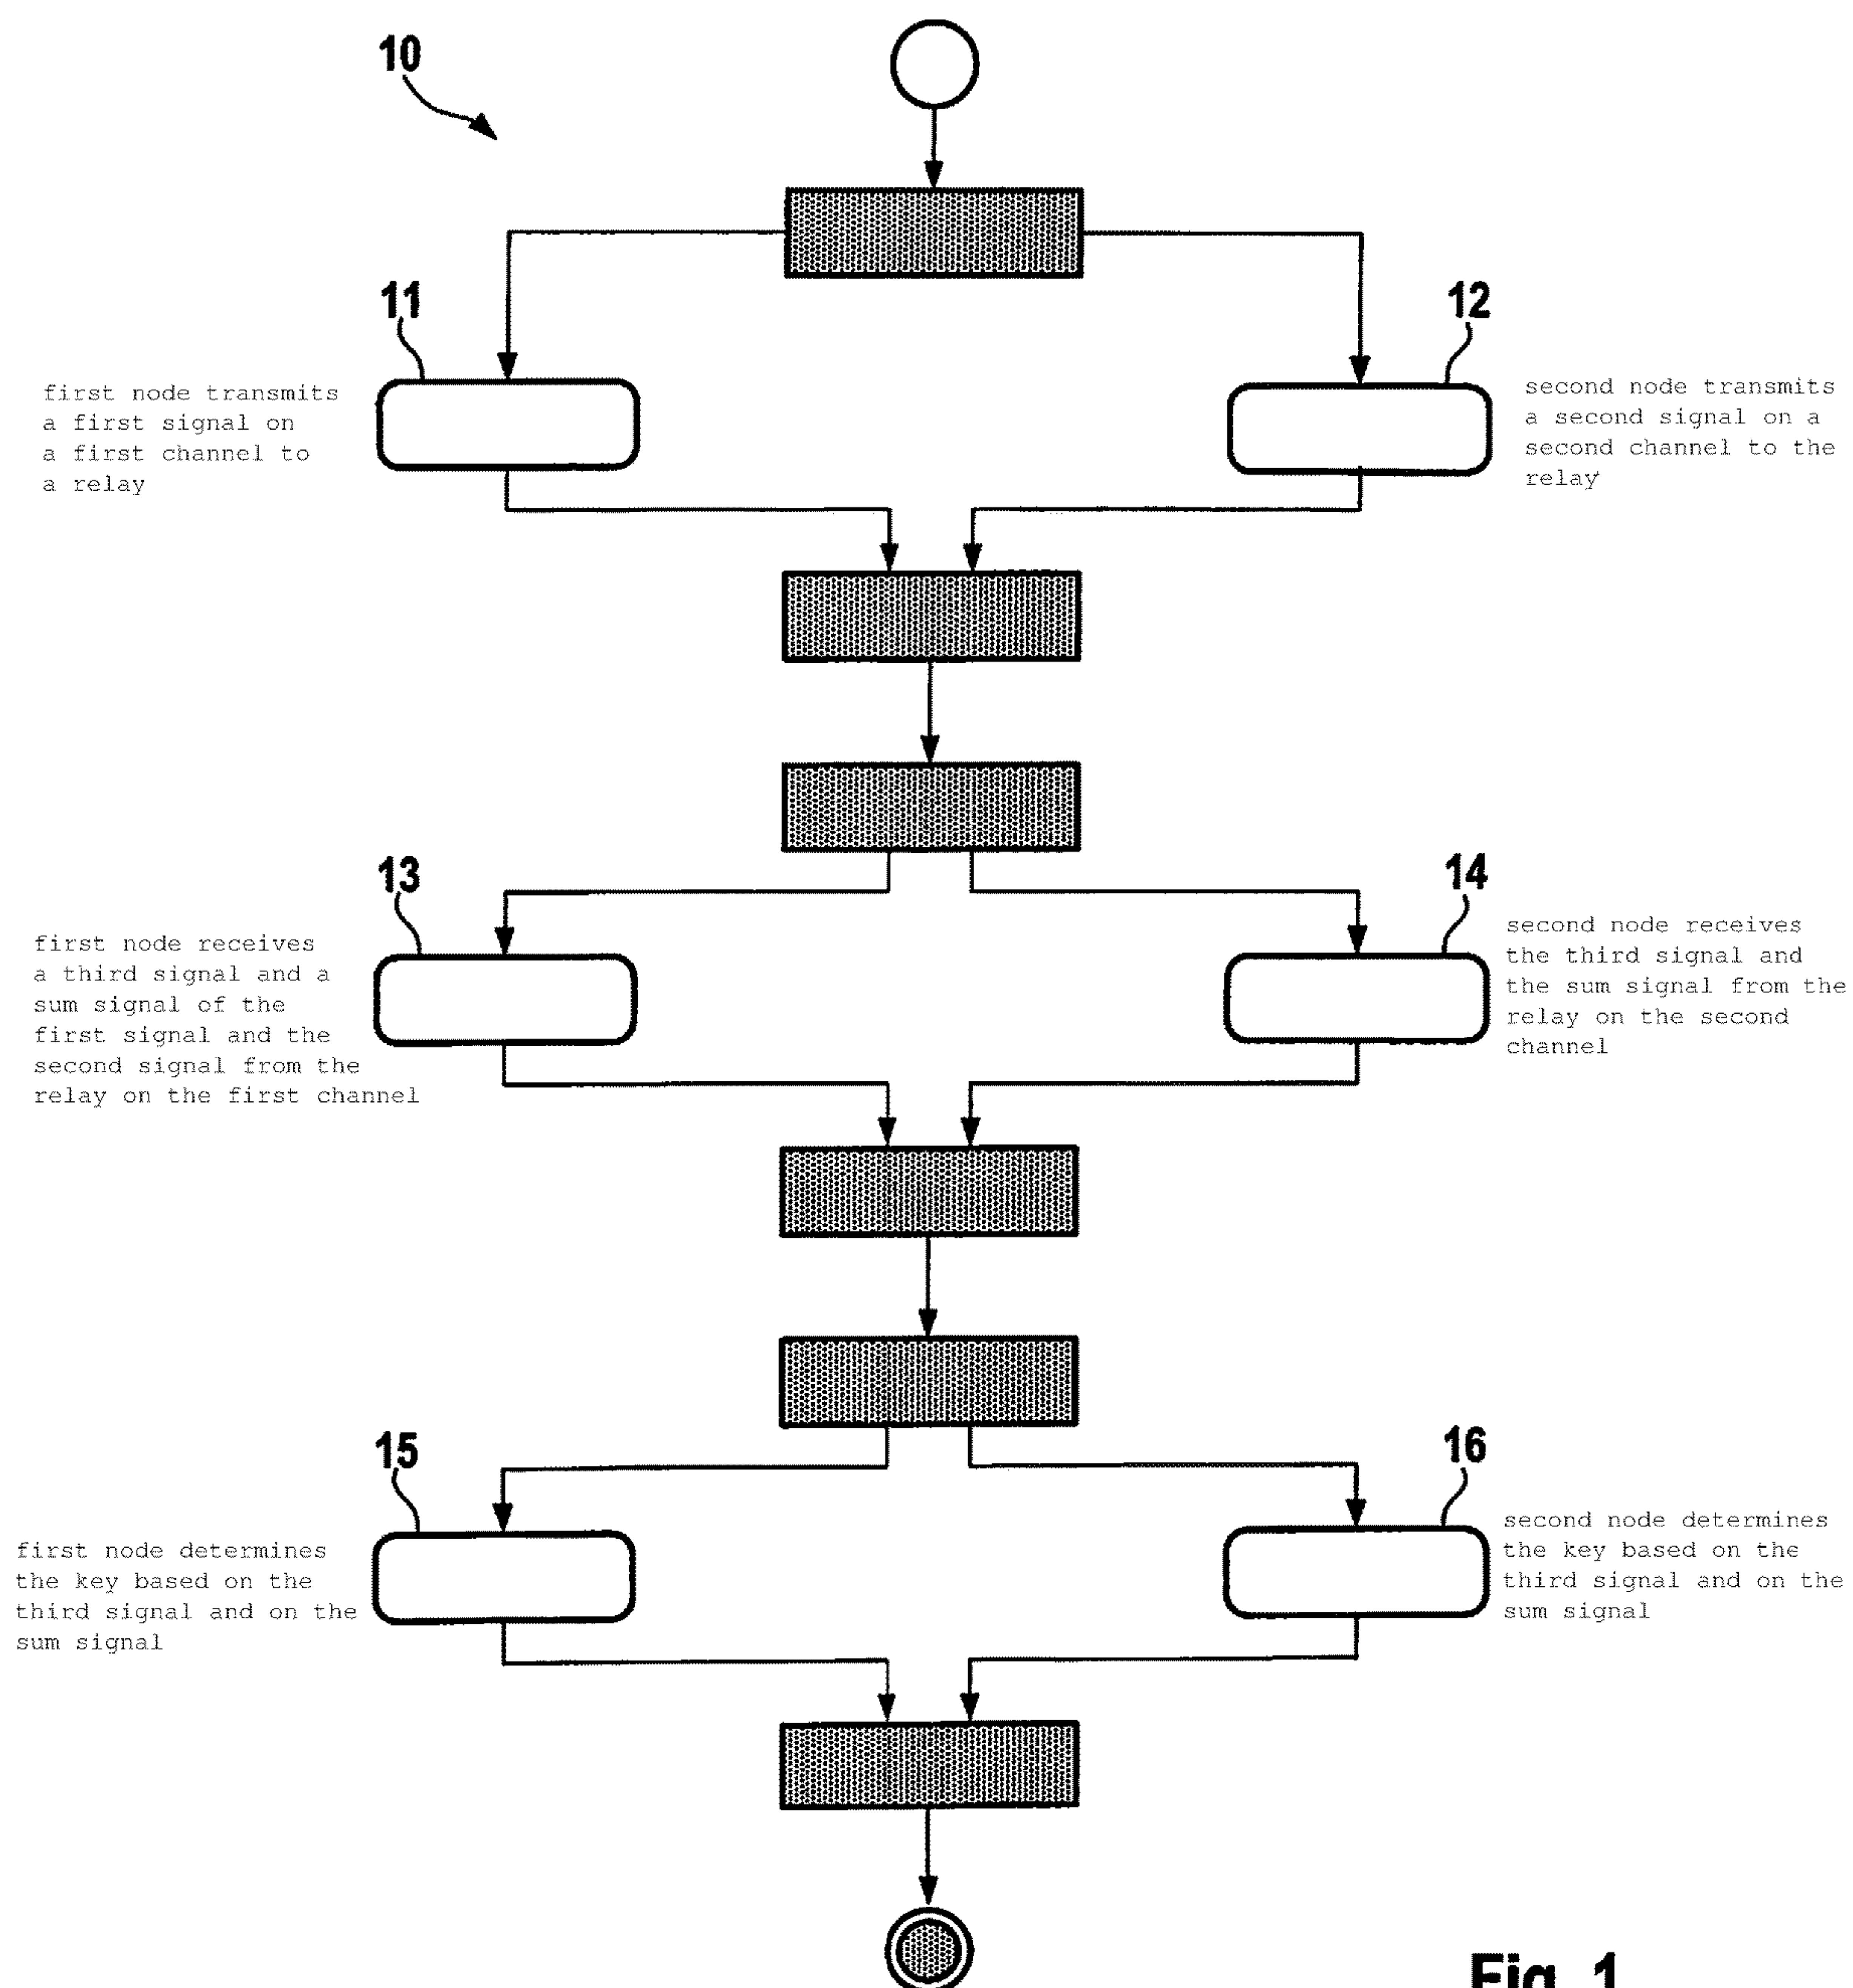 10
11
12
first node transmits
a first signal on
a first channel to
a relay
second node transmits
a second signal on a
second channel to the
relay
13
14
first node receives
a third signal and a
sum signal of the
first signal and the
second signal from the
relay on the first channel
second node receives
the third signal and
the sum signal from the
relay on the second
channel
15
16
first node determines
the key based on the
third signal and on the
sum signal
second node determines
the key based on the
third signal and on the
sum signal
Fig. 1